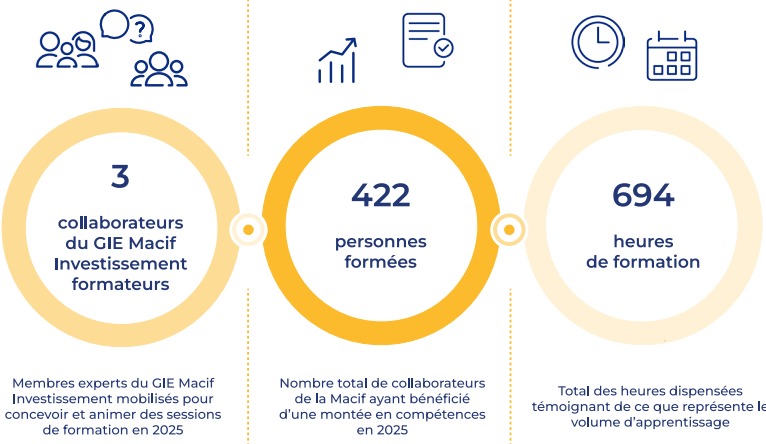 ?
3
collaborateurs
du GIE Macif
Investissement
formateurs
Membres experts du GIE Macif
Investissement mobilisés pour
concevoir et animer des sessions
de formation en 2025
422
personnes
formées
Nombre total de collaborateurs
de la Macif ayant bénéficié
d’une montée en compétences
en 2025
694
heures
de formation
Total des heures dispensées
témoignant de ce que représente le
volume d’apprentissage